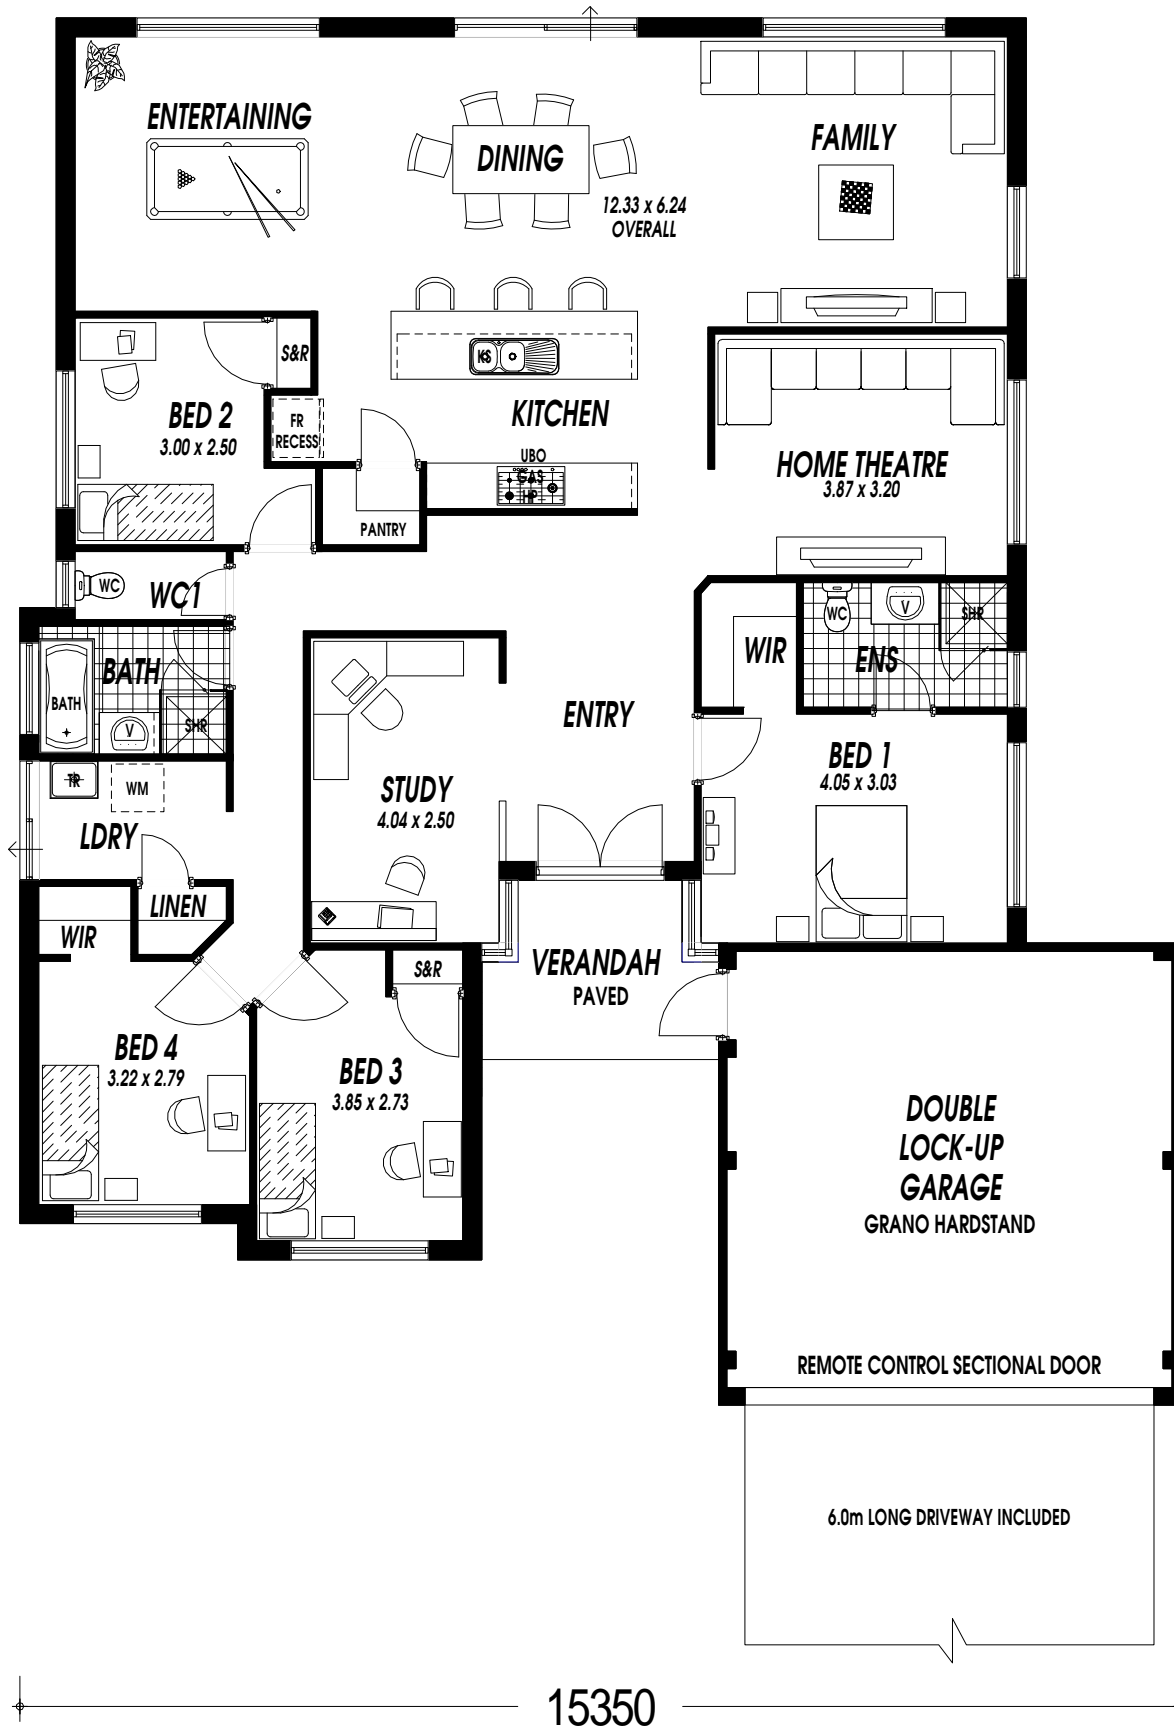 ENTERTAINING
DINING
FAMILY
12.33 x 6.24
OVERALL
S&R
KS
BED 2
3.00 x 2.50
FR
RECESS
KITCHEN
UBO
GAS
HP
HOME THEATRE
3.87 x 3.20
PANTRY
WC
WC1
WC
V
SHR
BATH
WIR
ENS
BATH
V
SHR
ENTRY
BED 1
4.05 x 3.03
TR
WM
STUDY
4.04 x 2.50
LDRY
LINEN
WIR
VERANDAH
PAVED
S&R
BED 4
3.22 x 2.79
BED 3
3.85 x 2.73
DOUBLE
LOCK-UP
GARAGE
GRANO HARDSTAND
REMOTE CONTROL SECTIONAL DOOR
6.0m LONG DRIVEWAY INCLUDED
15350